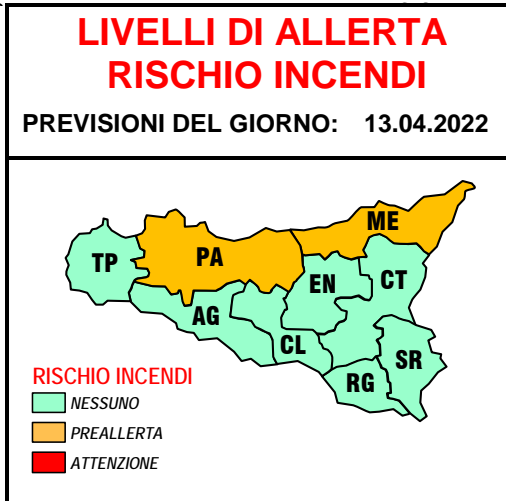 LIVELLI DI ALLERTA
RISCHIO INCENDI
PREVISIONI DEL GIORNO: 13.04.2022
ME
TP
PA
EN
CT
AG
CL
SR
RG
RISCHIO INCENDI
NESSUNO
PREALLERTA
ATTENZIONE